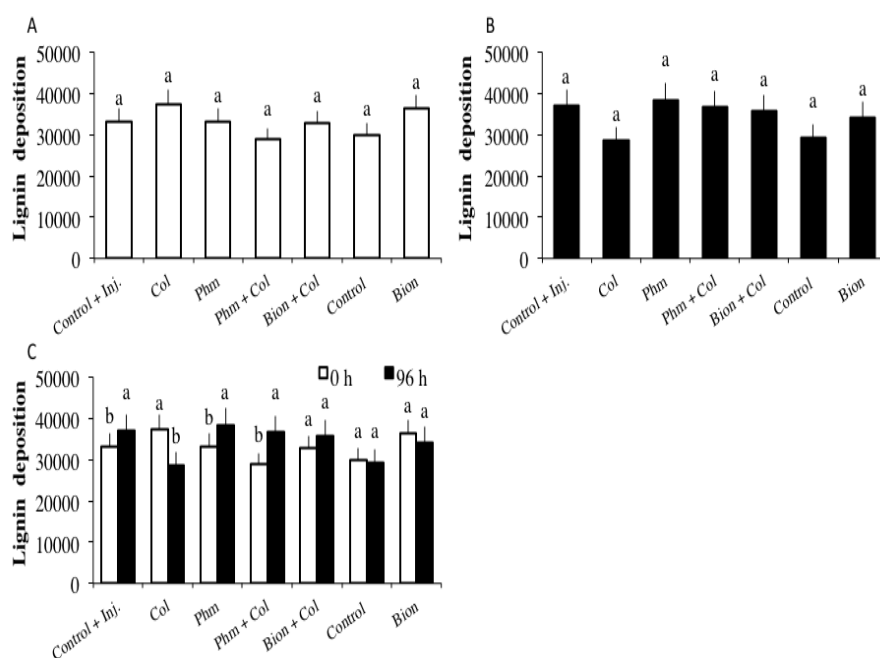 A
Lignin deposition
50000
40000
30000
20000
10000
0
a a a a a a a
Control + Inj. Col Phm Phm + Col Bion + Col Control Bion
B
Lignin deposition
50000
40000
30000
20000
10000
0
a a a a a a a
Control + Inj. Col Phm Phm + Col Bion + Col Control Bion
C
0 h 96 h
Lignin deposition
50000
40000
30000
20000
10000
0
b a a b b a b a a a a a a a
Control + Inj. Col Phm Phm + Col Bion + Col Control Bion